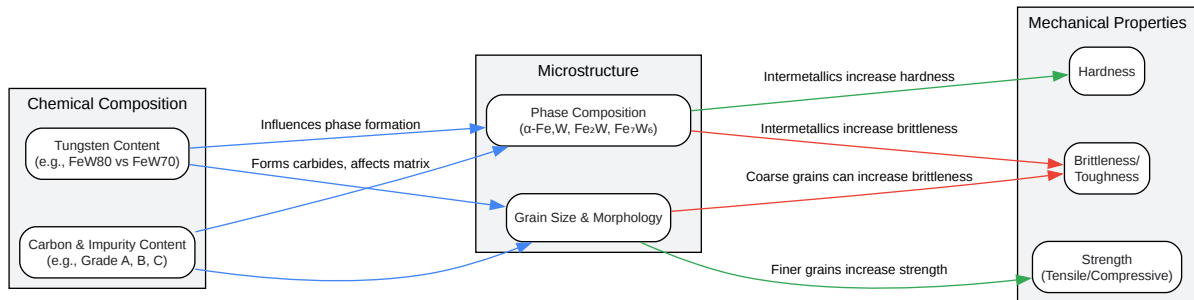 Chemical Composition
Tungsten Content
(e.g., FeW80 vs FeW70)
Carbon & Impurity Content
(e.g., Grade A, B, C)
Influences phase formation
Forms carbides, affects matrix
Microstructure
Phase Composition
(α-Fe,W, Fe₂W, Fe₇W₆)
Grain Size & Morphology
Intermetallics increase hardness
Intermetallics increase brittleness
Coarse grains can increase brittleness
Finer grains increase strength
Mechanical Properties
Hardness
Brittleness/
Toughness
Strength
(Tensile/Compressive)